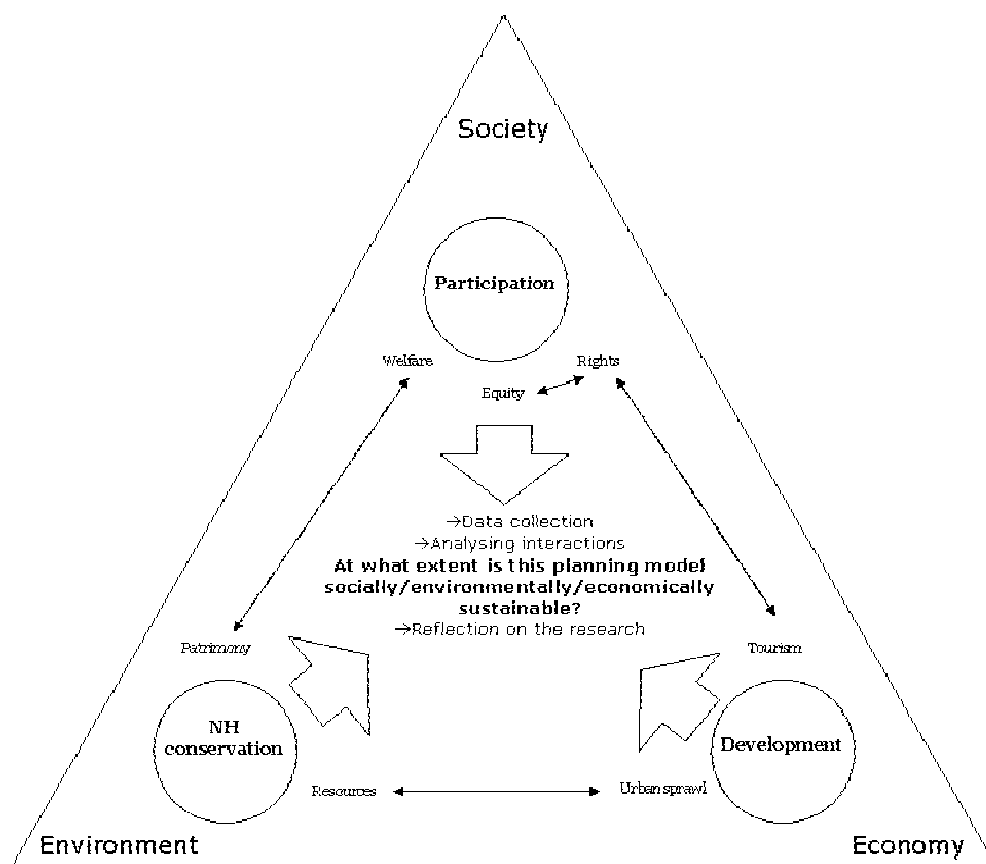 Society
Participation
Welfare
Rights
Equity
→Data collection
→Analysing interactions
At what extent is this planning model
socially/environmentally/economically
sustainable?
→Reflection on the research
Patrimony
Tourism
NH
conservation
Development
Resources
Urban sprawl
Environment
Economy